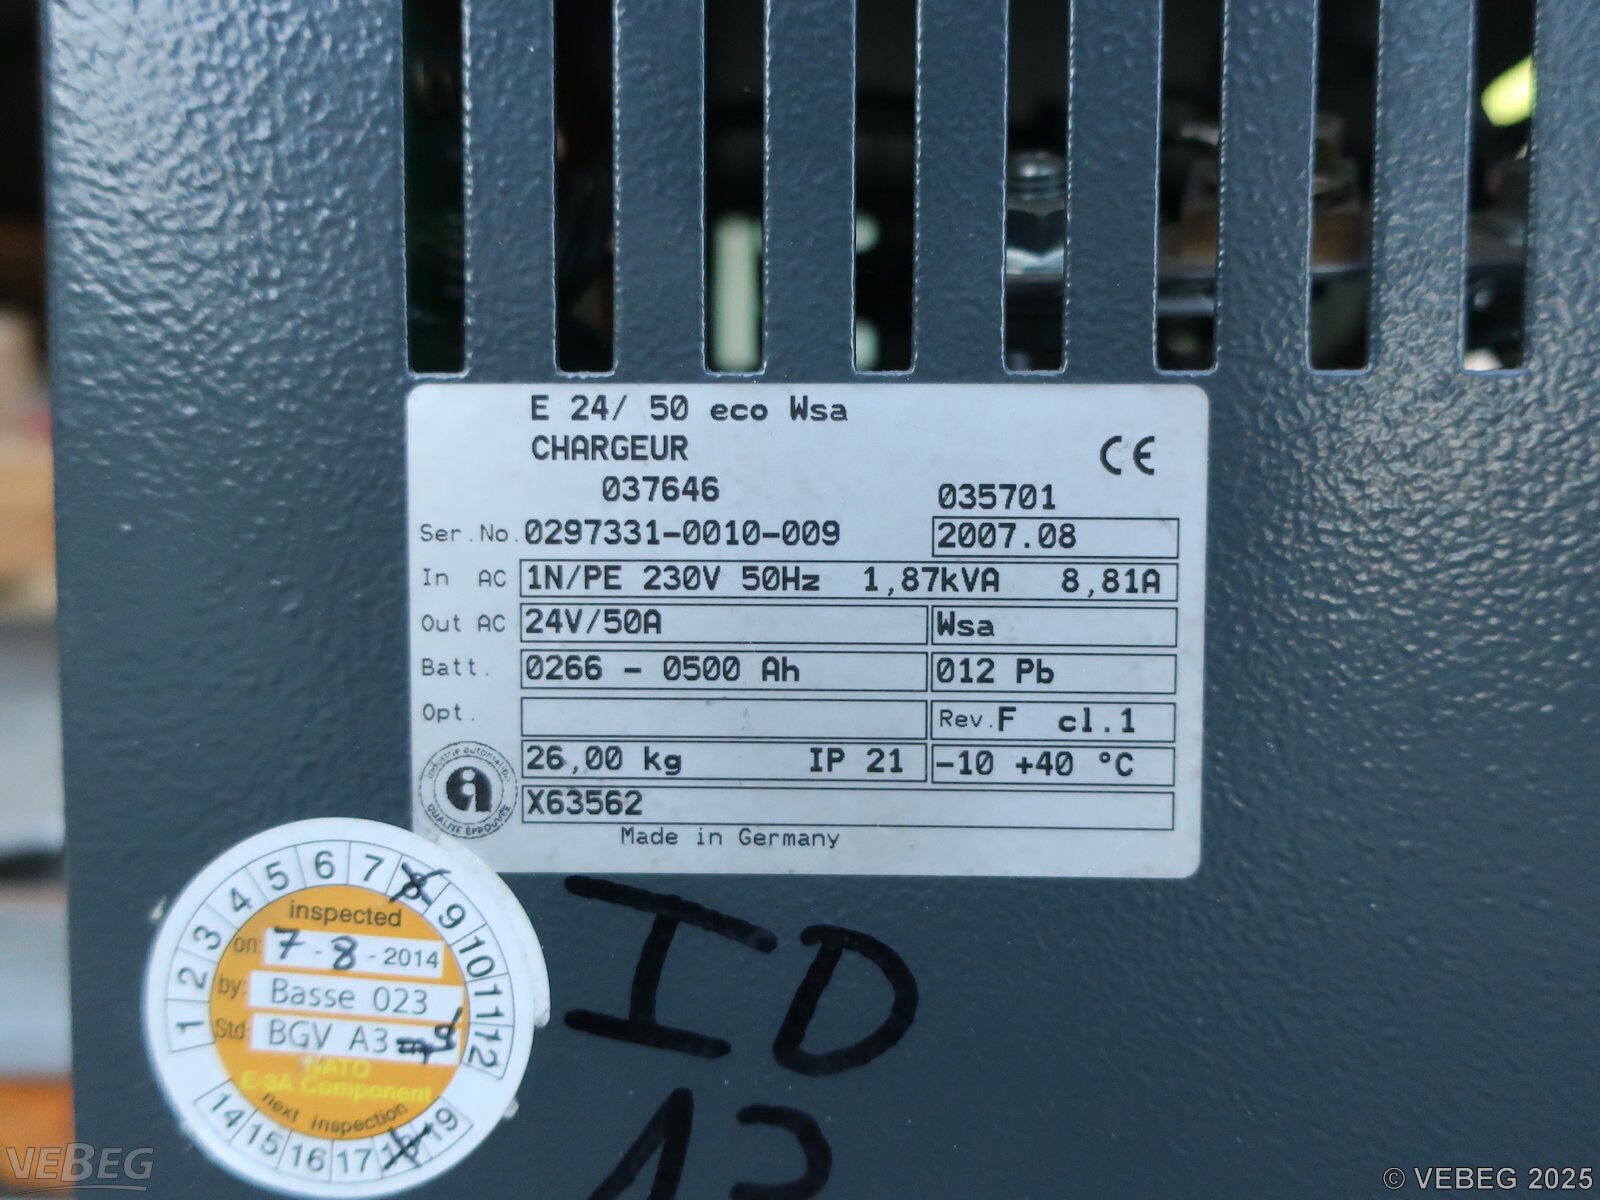 E 24/ 50 eco Wsa
CHARGEUR
CE
037646 035701
Ser.No. 0297331-0010-009 2007.08
In AC 1N/PE 230V 50Hz 1,87kVA 8,81A
Out AC 24V/50A Wsa
Batt. 0266 - 0500 Ah 012 Pb
Opt. Rev.F cl.1
26,00 kg IP 21 -10 +40 °C
X63562
Made in Germany
industrie automation
a
QUALITÉ ÉPROUVÉE
1 2 3 4 5 6 7 8 9 10 11 12
inspected
on: 7 - 8 - 2014
by: Basse 023
Std: BGV A3
NATO
E-3A Component
next inspection
14 15 16 17 18 19
ID
VEBEG
© VEBEG 2025